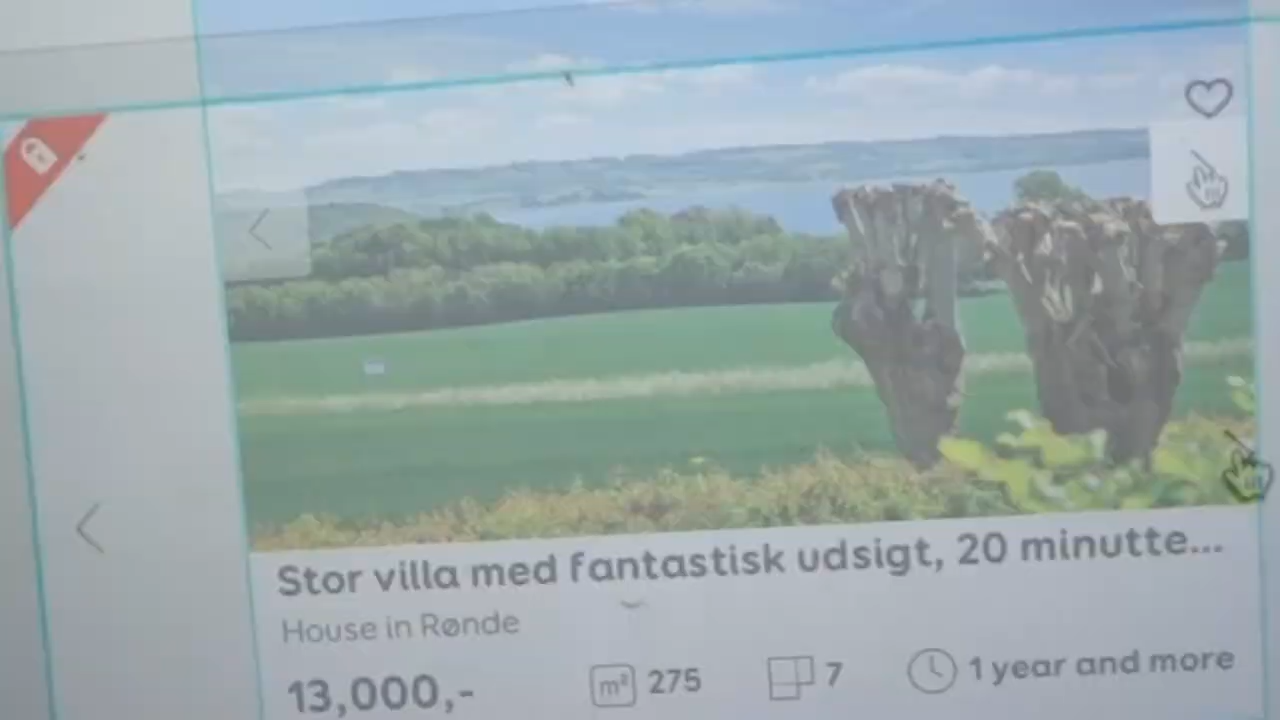 Stor villa med fantastisk udsigt, 20 minutte...
House in Rønde
13,000,-
m² 275
7
1 year and more